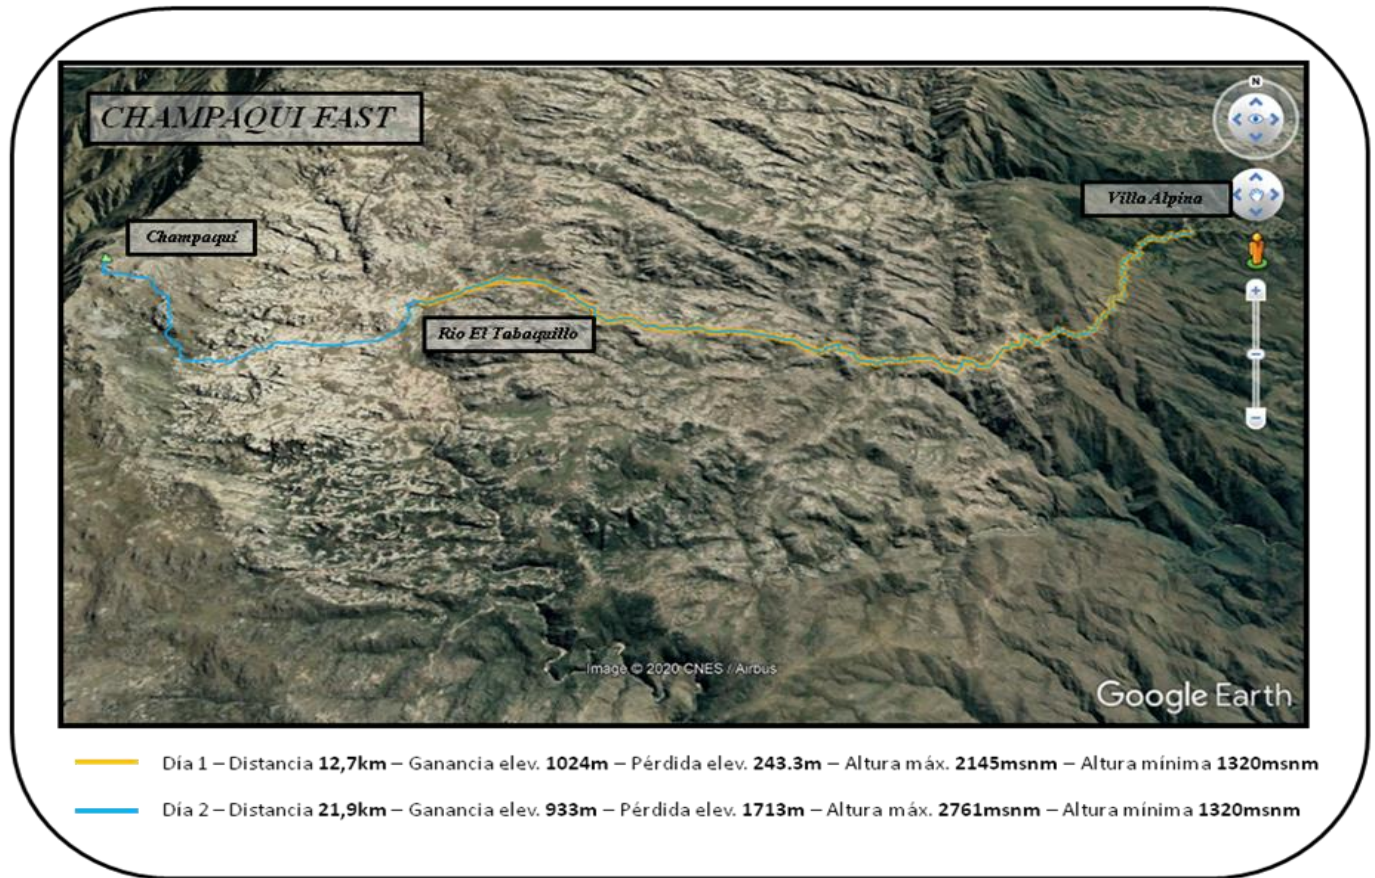 CHAMPAQUI FAST
N
Villa Alpina
Champaquí
Rio El Tabaquillo
Image © 2020 CNES / Airbus
Google Earth
Día 1 – Distancia 12,7km – Ganancia elev. 1024m – Pérdida elev. 243.3m – Altura máx. 2145msnm – Altura mínima 1320msnm
Día 2 – Distancia 21,9km – Ganancia elev. 933m – Pérdida elev. 1713m – Altura máx. 2761msnm – Altura mínima 1320msnm